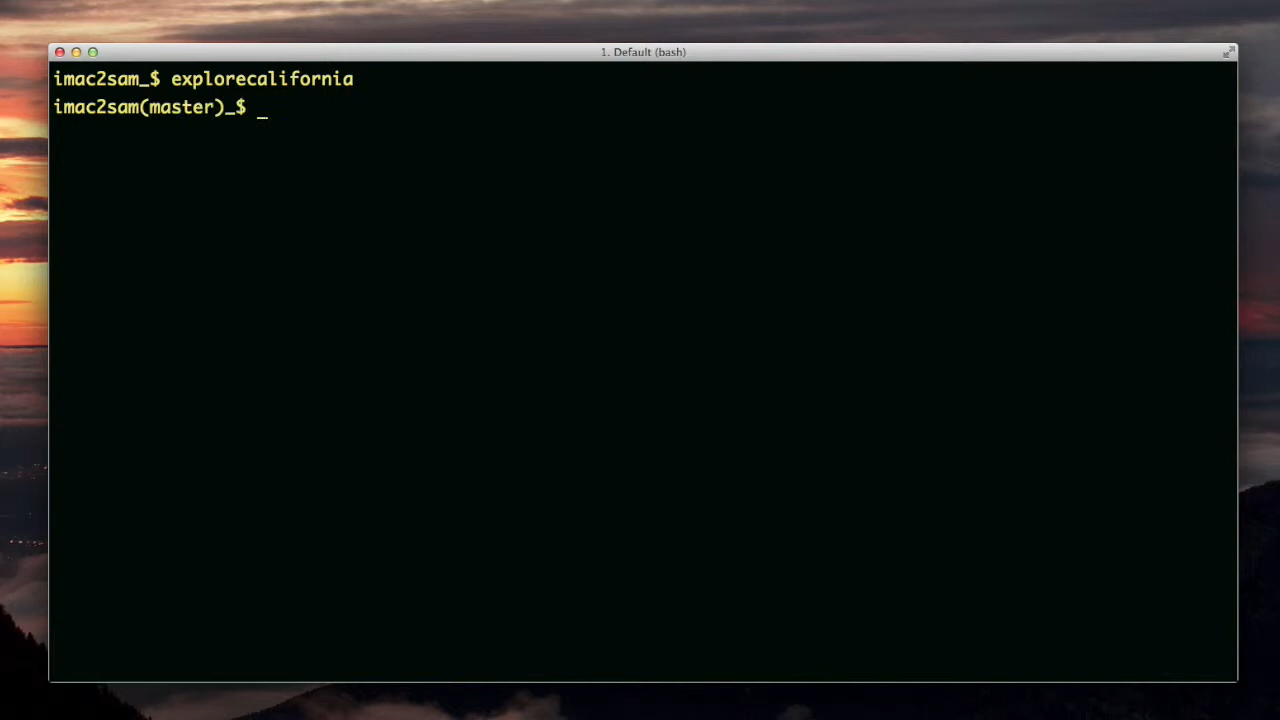 1. Default (bash)
imac2sam_$ explorecalifornia
imac2sam(master)_$ _